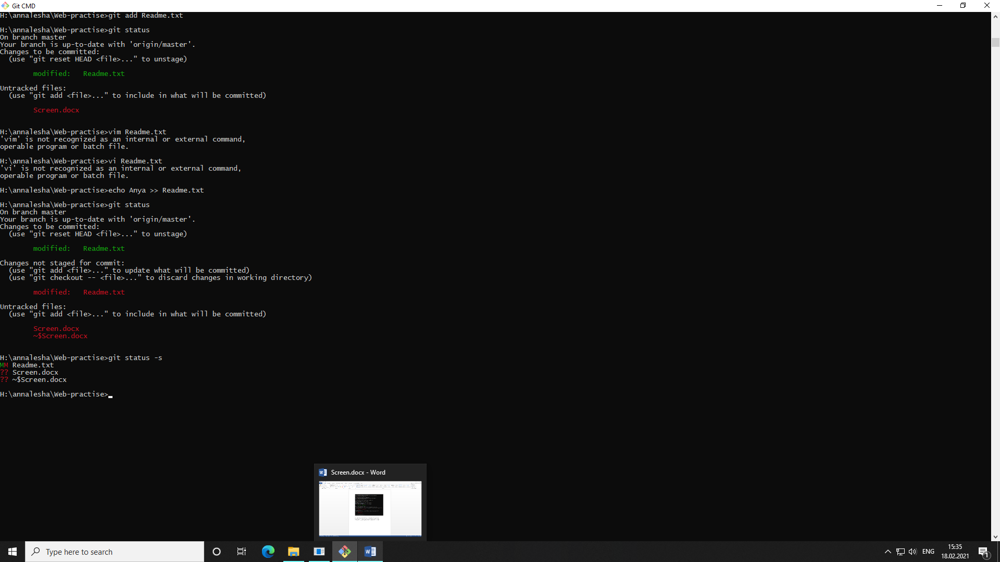 Git CMD
H:\annalesha\Web-practise>git add Readme.txt
H:\annalesha\Web-practise>git status
On branch master
Your branch is up-to-date with 'origin/master'.
Changes to be committed:
  (use "git reset HEAD <file>..." to unstage)
        modified:   Readme.txt
Untracked files:
  (use "git add <file>..." to include in what will be committed)
        Screen.docx
H:\annalesha\Web-practise>vim Readme.txt
'vim' is not recognized as an internal or external command,
operable program or batch file.
H:\annalesha\Web-practise>vi Readme.txt
'vi' is not recognized as an internal or external command,
operable program or batch file.
H:\annalesha\Web-practise>echo Anya >> Readme.txt
H:\annalesha\Web-practise>git status
On branch master
Your branch is up-to-date with 'origin/master'.
Changes to be committed:
  (use "git reset HEAD <file>..." to unstage)
        modified:   Readme.txt
Changes not staged for commit:
  (use "git add <file>..." to update what will be committed)
  (use "git checkout -- <file>..." to discard changes in working directory)
        modified:   Readme.txt
Untracked files:
  (use "git add <file>..." to include in what will be committed)
        Screen.docx
        ~$Screen.docx
H:\annalesha\Web-practise>git status -s
MM Readme.txt
?? Screen.docx
?? ~$Screen.docx
H:\annalesha\Web-practise>
Screen.docx - Word
Type here to search
ENG
15:35
18.02.2021
1